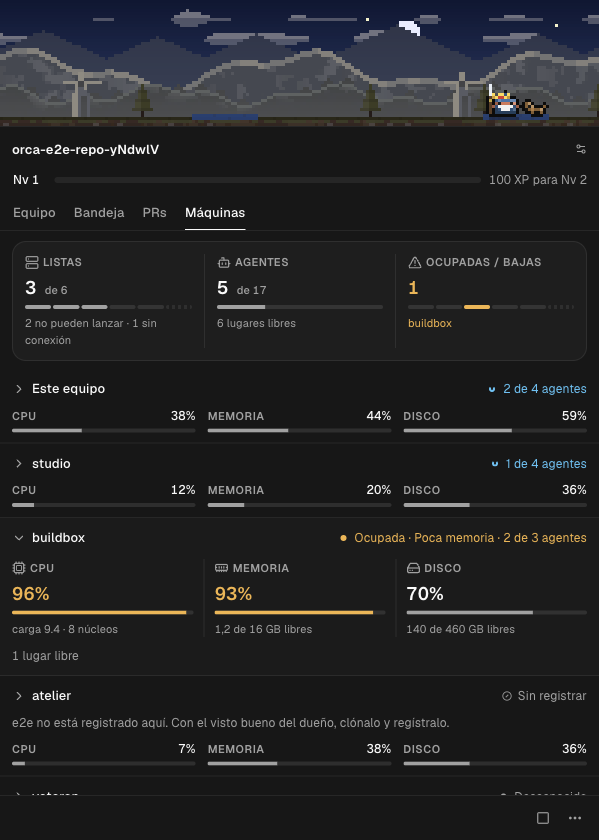 orca-e2e-repo-yNdwlV
Nv 1
100 XP para Nv 2
Equipo Bandeja PRs Máquinas
LISTAS
3 de 6
2 no pueden lanzar · 1 sin
conexión
AGENTES
5 de 17
6 lugares libres
OCUPADAS / BAJAS
1
buildbox
Este equipo
2 de 4 agentes
CPU 38%
MEMORIA 44%
DISCO 59%
studio
1 de 4 agentes
CPU 12%
MEMORIA 20%
DISCO 36%
buildbox
Ocupada · Poca memoria · 2 de 3 agentes
CPU
96%
carga 9.4 · 8 núcleos
MEMORIA
93%
1,2 de 16 GB libres
DISCO
70%
140 de 460 GB libres
1 lugar libre
atelier
Sin registrar
e2e no está registrado aquí. Con el visto bueno del dueño, clónalo y regístralo.
CPU 7%
MEMORIA 38%
DISCO 36%